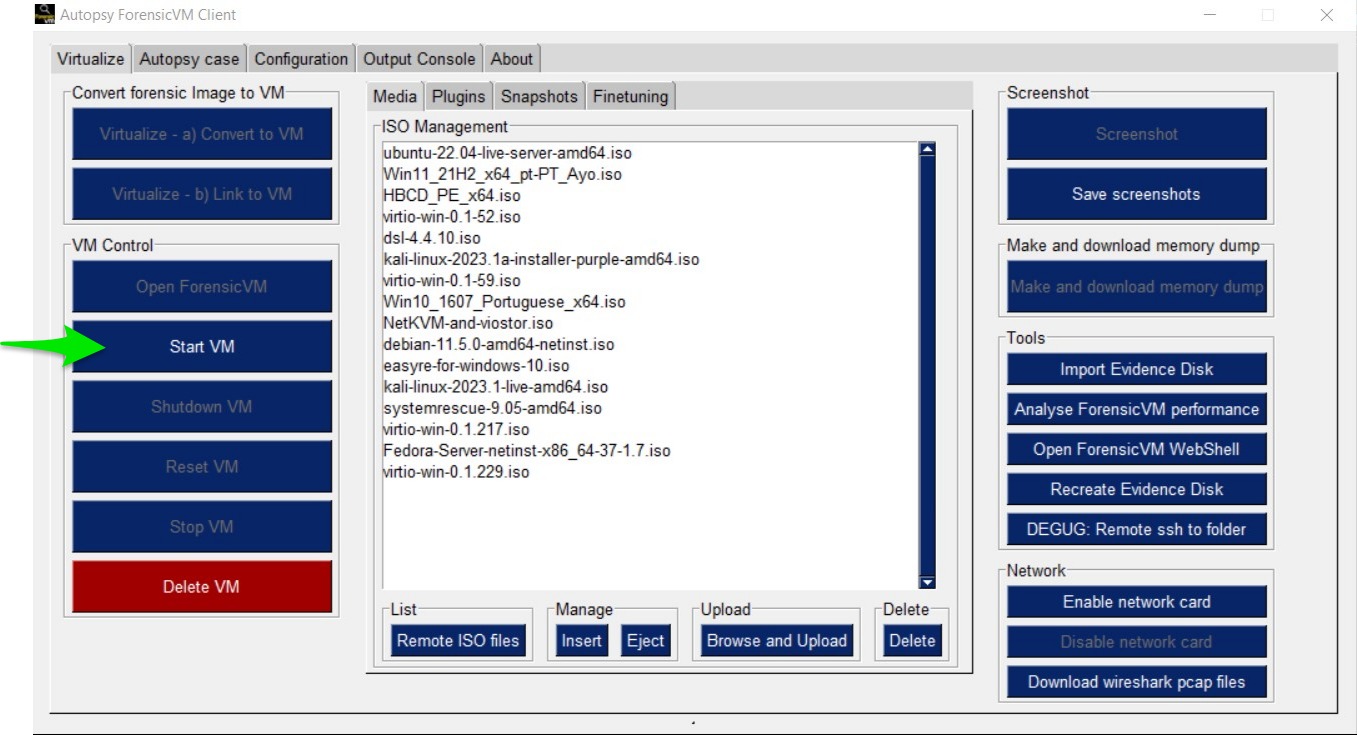 Autopsy ForensicVM Client
Virtualize Autopsy case Configuration Output Console About
Convert forensic Image to VM
Virtualize - a) Convert to VM
Virtualize - b) Link to VM
VM Control
Open ForensicVM
Start VM
Shutdown VM
Reset VM
Stop VM
Delete VM
Media Plugins Snapshots Finetuning
ISO Management
ubuntu-22.04-live-server-amd64.iso
Win11_21H2_x64_pt-PT_Ayo.iso
HBCD_PE_x64.iso
virtio-win-0.1-52.iso
dsl-4.4.10.iso
kali-linux-2023.1a-installer-purple-amd64.iso
virtio-win-0.1-59.iso
Win10_1607_Portuguese_x64.iso
NetKVM-and-viostor.iso
debian-11.5.0-amd64-netinst.iso
easyre-for-windows-10.iso
kali-linux-2023.1-live-amd64.iso
systemrescue-9.05-amd64.iso
virtio-win-0.1.217.iso
Fedora-Server-netinst-x86_64-37-1.7.iso
virtio-win-0.1.229.iso
List
Remote ISO files
Manage
Insert Eject
Upload
Browse and Upload
Delete
Delete
Screenshot
Screenshot
Save screenshots
Make and download memory dump
Make and download memory dump
Tools
Import Evidence Disk
Analyse ForensicVM performance
Open ForensicVM WebShell
Recreate Evidence Disk
DEGUG: Remote ssh to folder
Network
Enable network card
Disable network card
Download wireshark pcap files